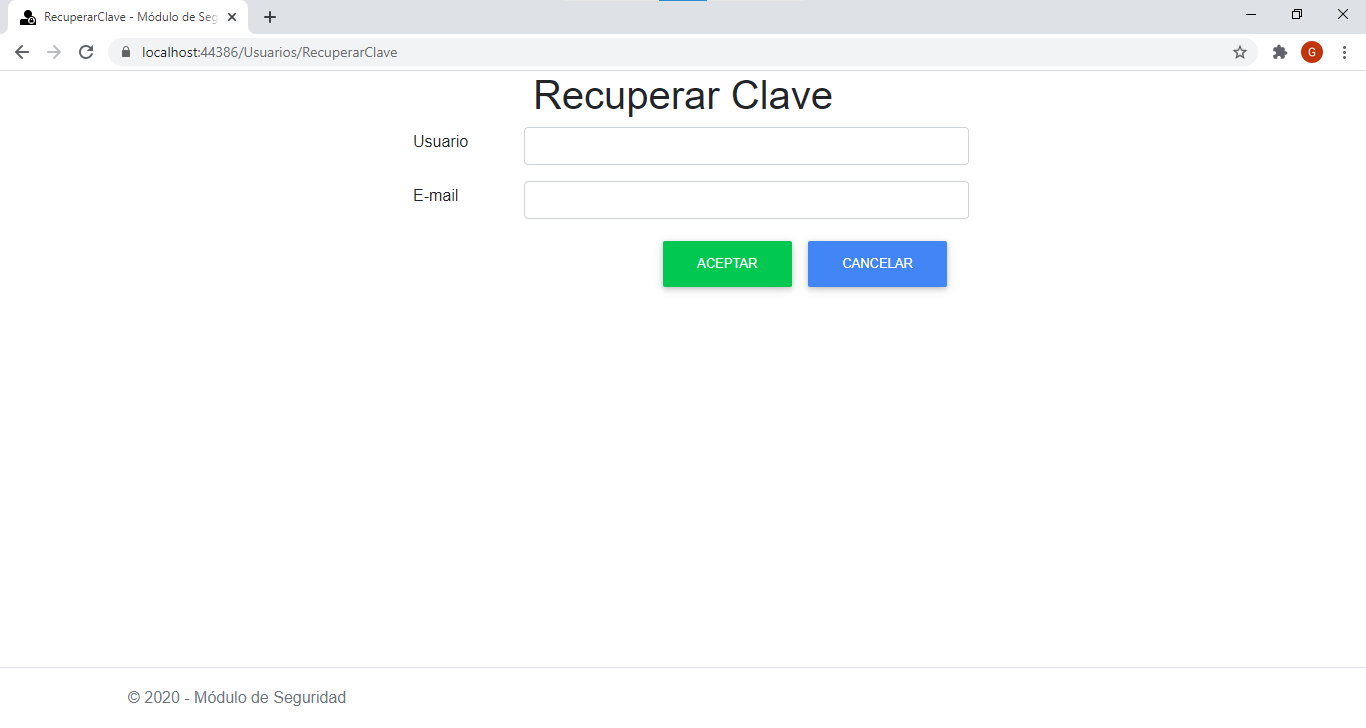 RecuperarClave - Módulo de Seg
localhost:44386/Usuarios/RecuperarClave
G
Recuperar Clave
Usuario
E-mail
ACEPTAR
CANCELAR
© 2020 - Módulo de Seguridad